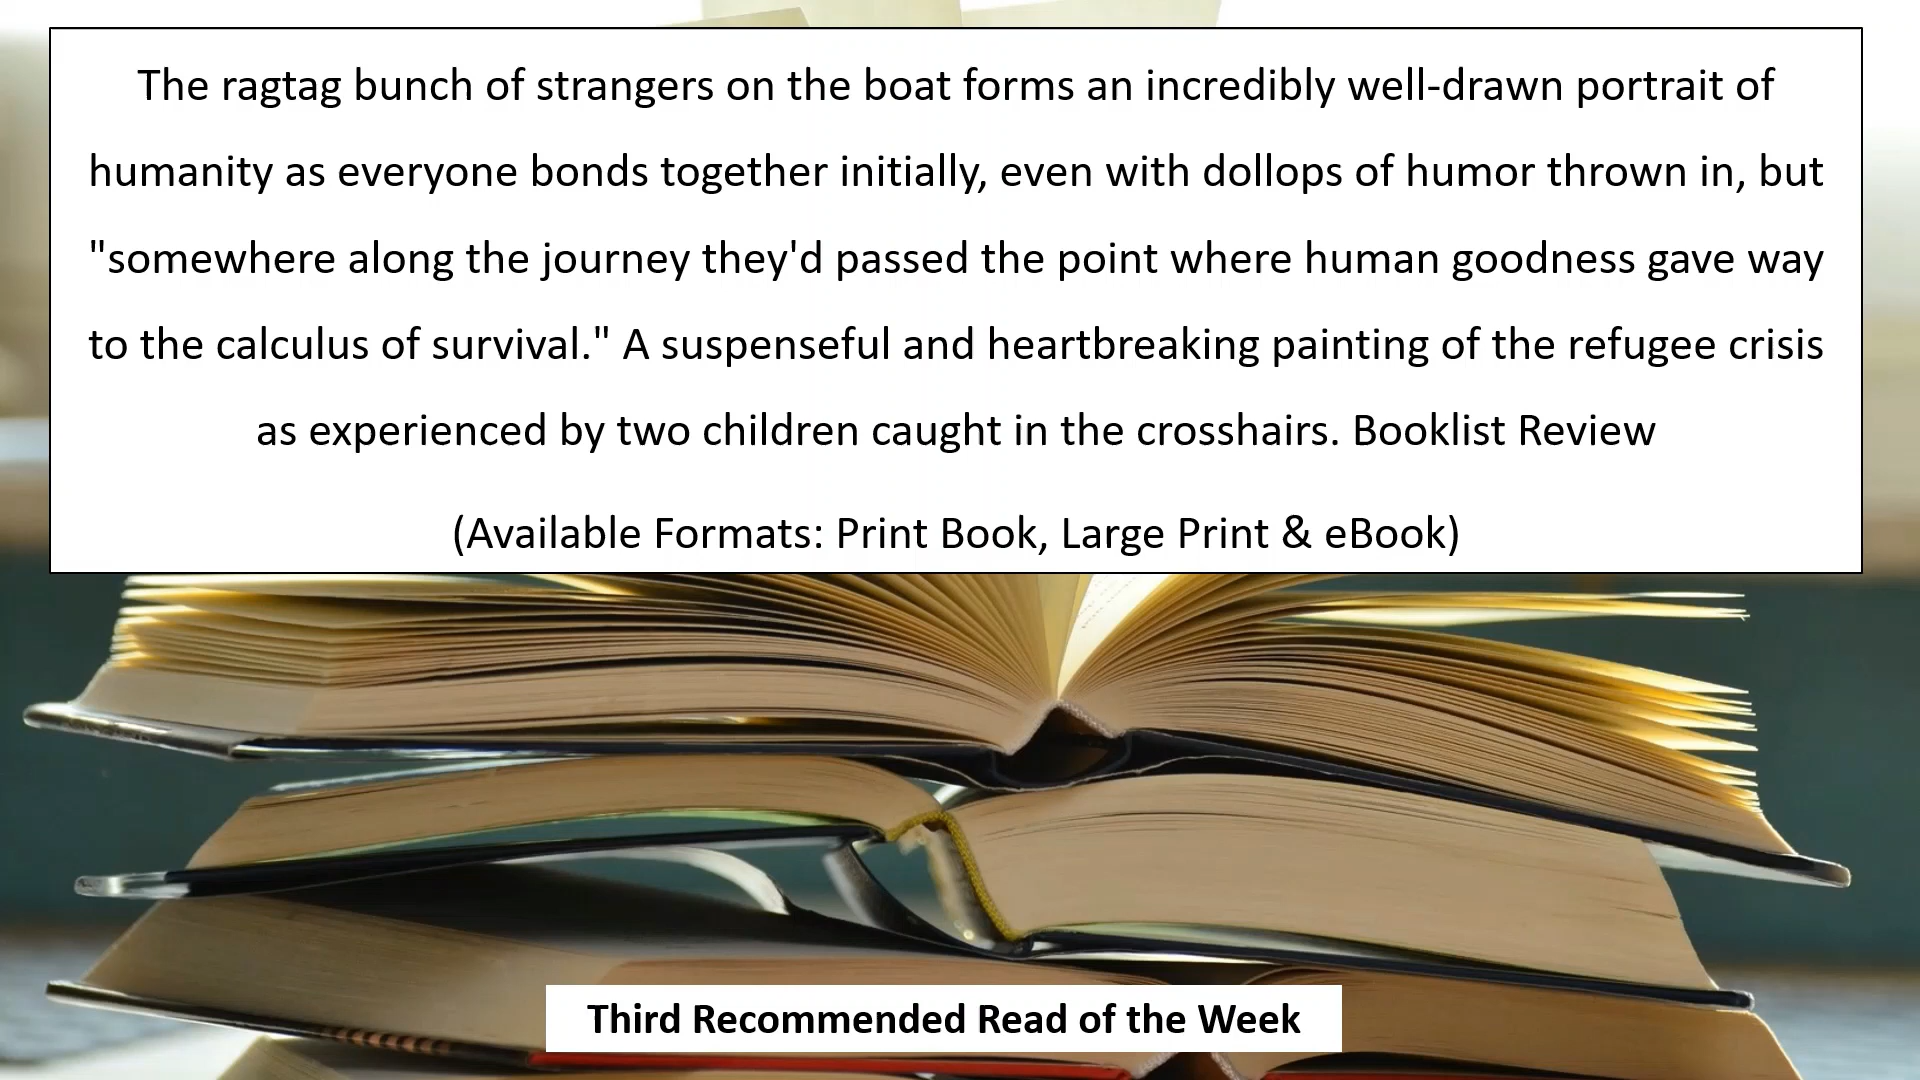 The ragtag bunch of strangers on the boat forms an incredibly well-drawn portrait of
humanity as everyone bonds together initially, even with dollops of humor thrown in, but
"somewhere along the journey they'd passed the point where human goodness gave way
to the calculus of survival." A suspenseful and heartbreaking painting of the refugee crisis
as experienced by two children caught in the crosshairs. Booklist Review
(Available Formats: Print Book, Large Print & eBook)
Third Recommended Read of the Week